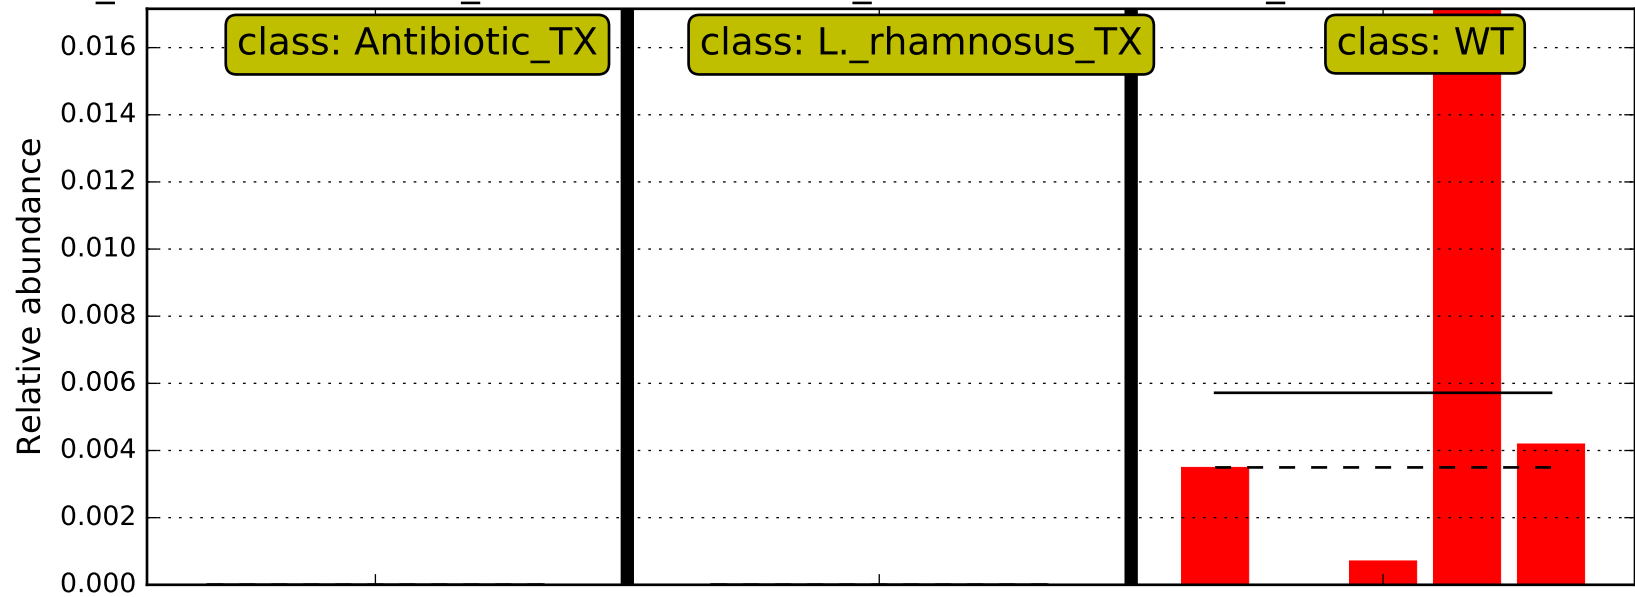 class: Antibiotic_TX
class: L._rhamnosus_TX
class: WT
Relative abundance
0.016
0.014
0.012
0.010
0.008
0.006
0.004
0.002
0.000